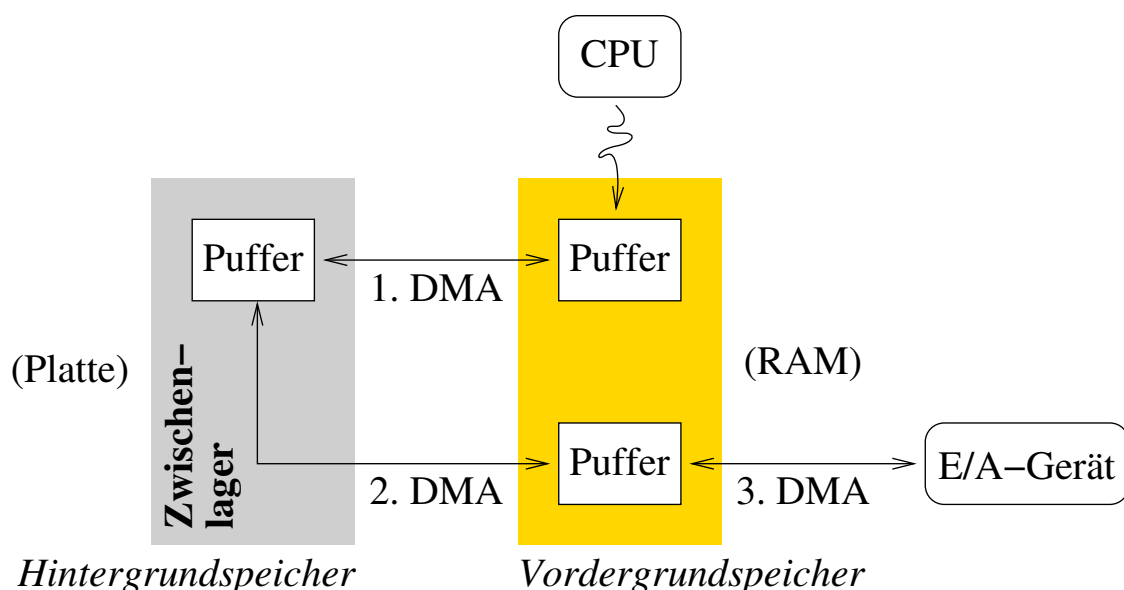 CPU
Puffer
Puffer
1. DMA
(Platte)
Zwischen–
lager
(RAM)
Puffer
2. DMA
3. DMA
E/A–Gerät
Hintergrundspeicher
Vordergrundspeicher